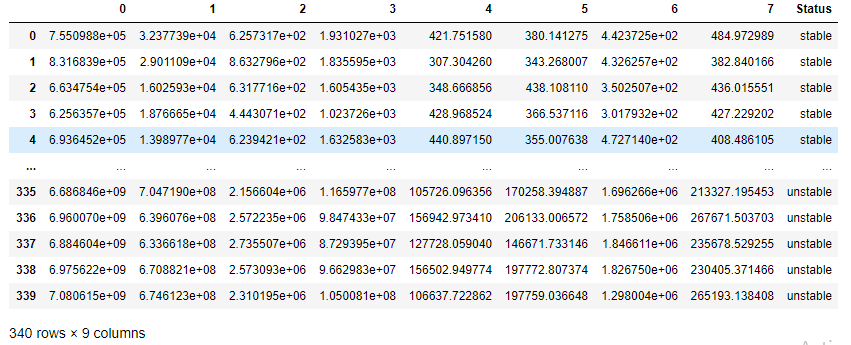 0 1 2 3 4 5 6 7 Status
0 7.550988e+05 3.237739e+04 6.257317e+02 1.931027e+03 421.751580 380.141275 4.423725e+02 484.972989 stable
1 8.316839e+05 2.901109e+04 8.632796e+02 1.835595e+03 307.304260 343.268007 4.326257e+02 382.840166 stable
2 6.634754e+05 1.602593e+04 6.317716e+02 1.605435e+03 348.666856 438.108110 3.502507e+02 436.015551 stable
3 6.256357e+05 1.876665e+04 4.443071e+02 1.023726e+03 428.968524 366.537116 3.017932e+02 427.229202 stable
4 6.936452e+05 1.398977e+04 6.239421e+02 1.632583e+03 440.897150 355.007638 4.727140e+02 408.486105 stable
... ... ... ... ... ... ... ... ... ...
335 6.686846e+09 7.047190e+08 2.156604e+06 1.165977e+08 105726.096356 170258.394887 1.696266e+06 213327.195453 unstable
336 6.960070e+09 6.396076e+08 2.572235e+06 9.847433e+07 156942.973410 206133.006572 1.758506e+06 267671.503703 unstable
337 6.884604e+09 6.336618e+08 2.735507e+06 8.729395e+07 127728.059040 146671.733146 1.846611e+06 235678.529255 unstable
338 6.975622e+09 6.708821e+08 2.573093e+06 9.662983e+07 156502.949774 197772.807374 1.826750e+06 230405.371466 unstable
339 7.080615e+09 6.746123e+08 2.310195e+06 1.050081e+08 106637.722862 197759.036648 1.298004e+06 265193.138408 unstable
340 rows × 9 columns